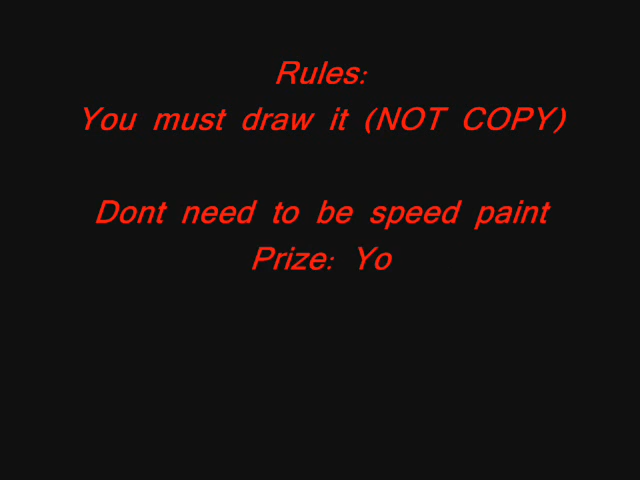 Rules:
You must draw it (NOT COPY)
Dont need to be speed paint
Prize: Yo